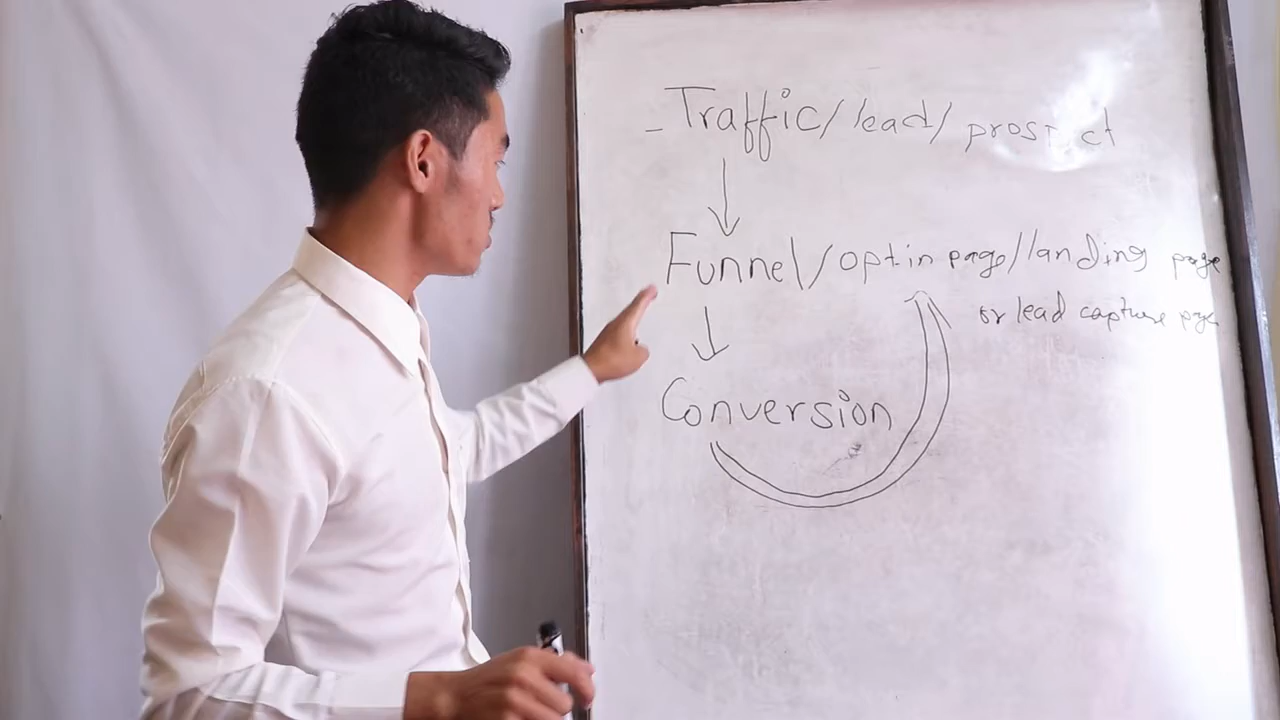 - Traffic/lead/
Funnel/optin page//landing page
or lead capture page
Conversion